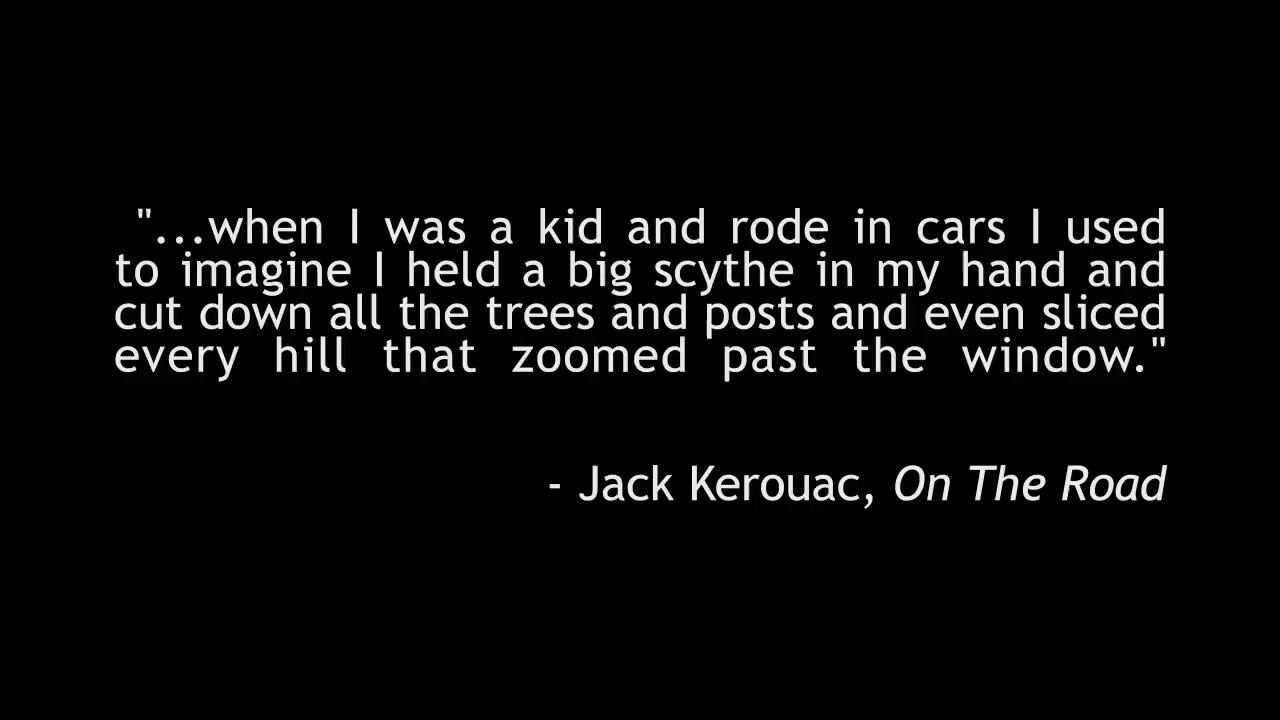 "...when I was a kid and rode in cars I used
to imagine I held a big scythe in my hand and
cut down all the trees and posts and even sliced
every hill that zoomed past the window."
- Jack Kerouac, On The Road